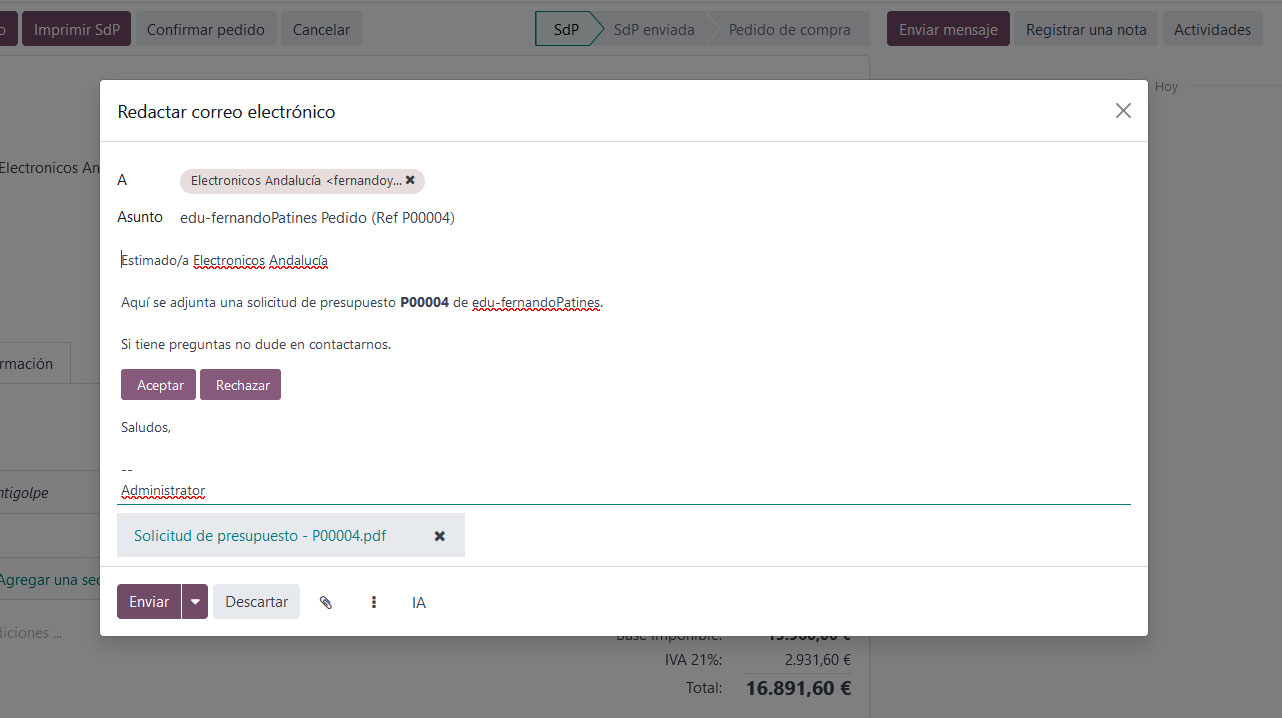 Imprimir SdP
Confirmar pedido
Cancelar
SdP
SdP enviada
Pedido de compra
Enviar mensaje
Registrar una nota
Actividades
Hoy
Redactar correo electrónico
A
Electronicos Andalucía <fernandoy...
Asunto
edu-fernandoPatines Pedido (Ref P00004)
Electronicos An
Estimado/a Electronicos Andalucía
Aquí se adjunta una solicitud de presupuesto P00004 de edu-fernandoPatines.
Si tiene preguntas no dude en contactarnos.
rmación
Aceptar
Rechazar
Saludos,
--
Administrator
ntigolpe
Solicitud de presupuesto - P00004.pdf
Agregar una sec
Enviar
Descartar
IA
diciones ...
Base imponible:
IVA 21%: 2.931,60 €
Total: 16.891,60 €